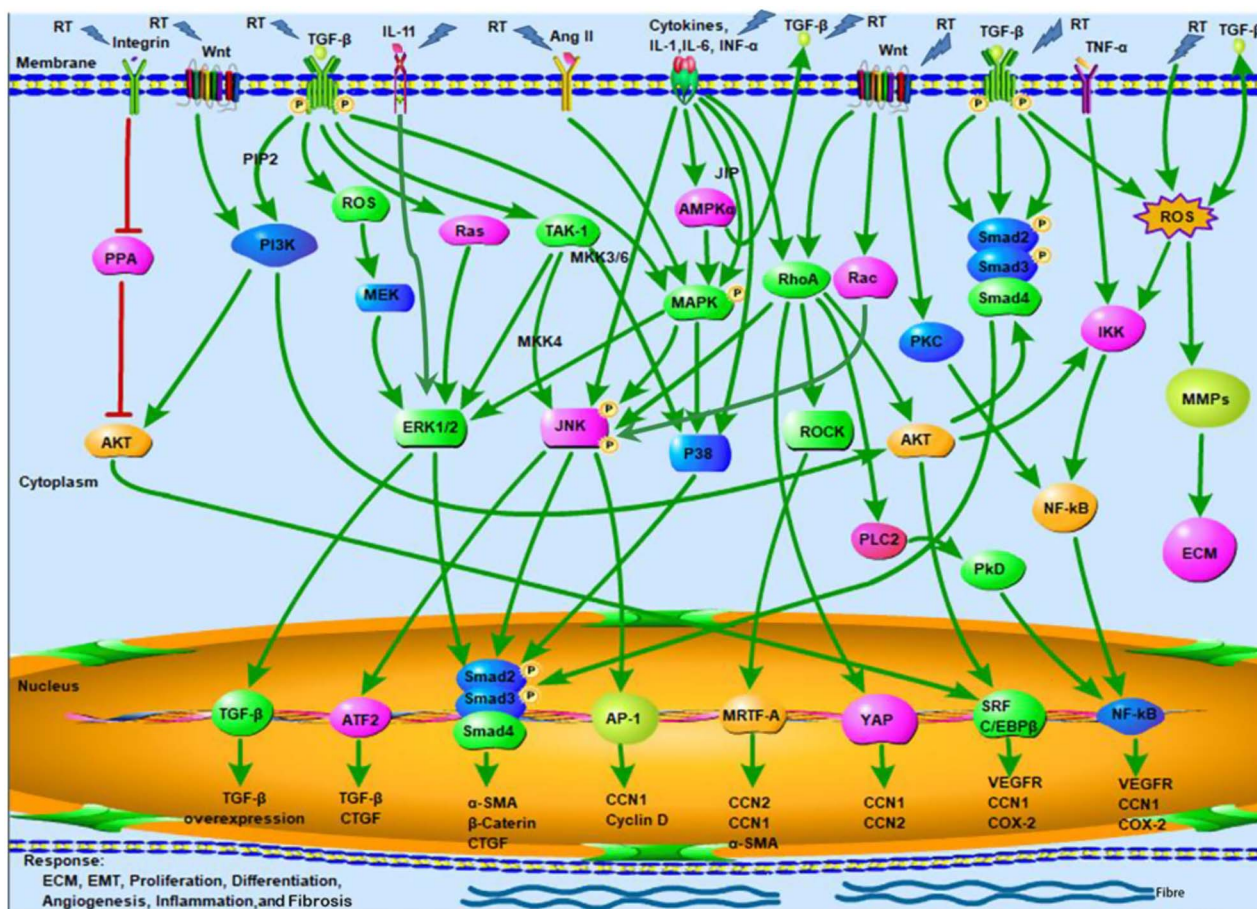 RT
RT
RT
IL-11
RT
Cytokines,
TGF-β
RT
RT
TGF-β
RT
RT
TGF-β
Integrin
Wnt
TGF-β
Ang II
IL-1,IL-6, INF-α
Wnt
TNF-α
Membrane
P
P
P
P
PIP2
JIP
ROS
AMPKα
ROS
Ras
TAK-1
Smad2
P
PPA
PI3K
MKK3/6
Smad3
P
RhoA
Rac
MEK
MAPK
P
Smad4
MKK4
PKC
IKK
MMPs
AKT
ERK1/2
JNK
P
P
P38
ROCK
AKT
Cytoplasm
NF-kB
PLC2
ECM
PkD
Nucleus
Smad2
P
Smad3
P
Smad4
TGF-β
ATF2
AP-1
MRTF-A
YAP
SRF
C/EBPβ
NF-kB
TGF-β
overexpression
TGF-β
CTGF
α-SMA
β-Caterin
CTGF
CCN1
Cyclin D
CCN2
CCN1
α-SMA
CCN1
CCN2
VEGFR
CCN1
COX-2
VEGFR
CCN1
COX-2
Response:
ECM, EMT, Proliferation, Differentiation,
Angiogenesis, Inflammation,and Fibrosis
Fibre